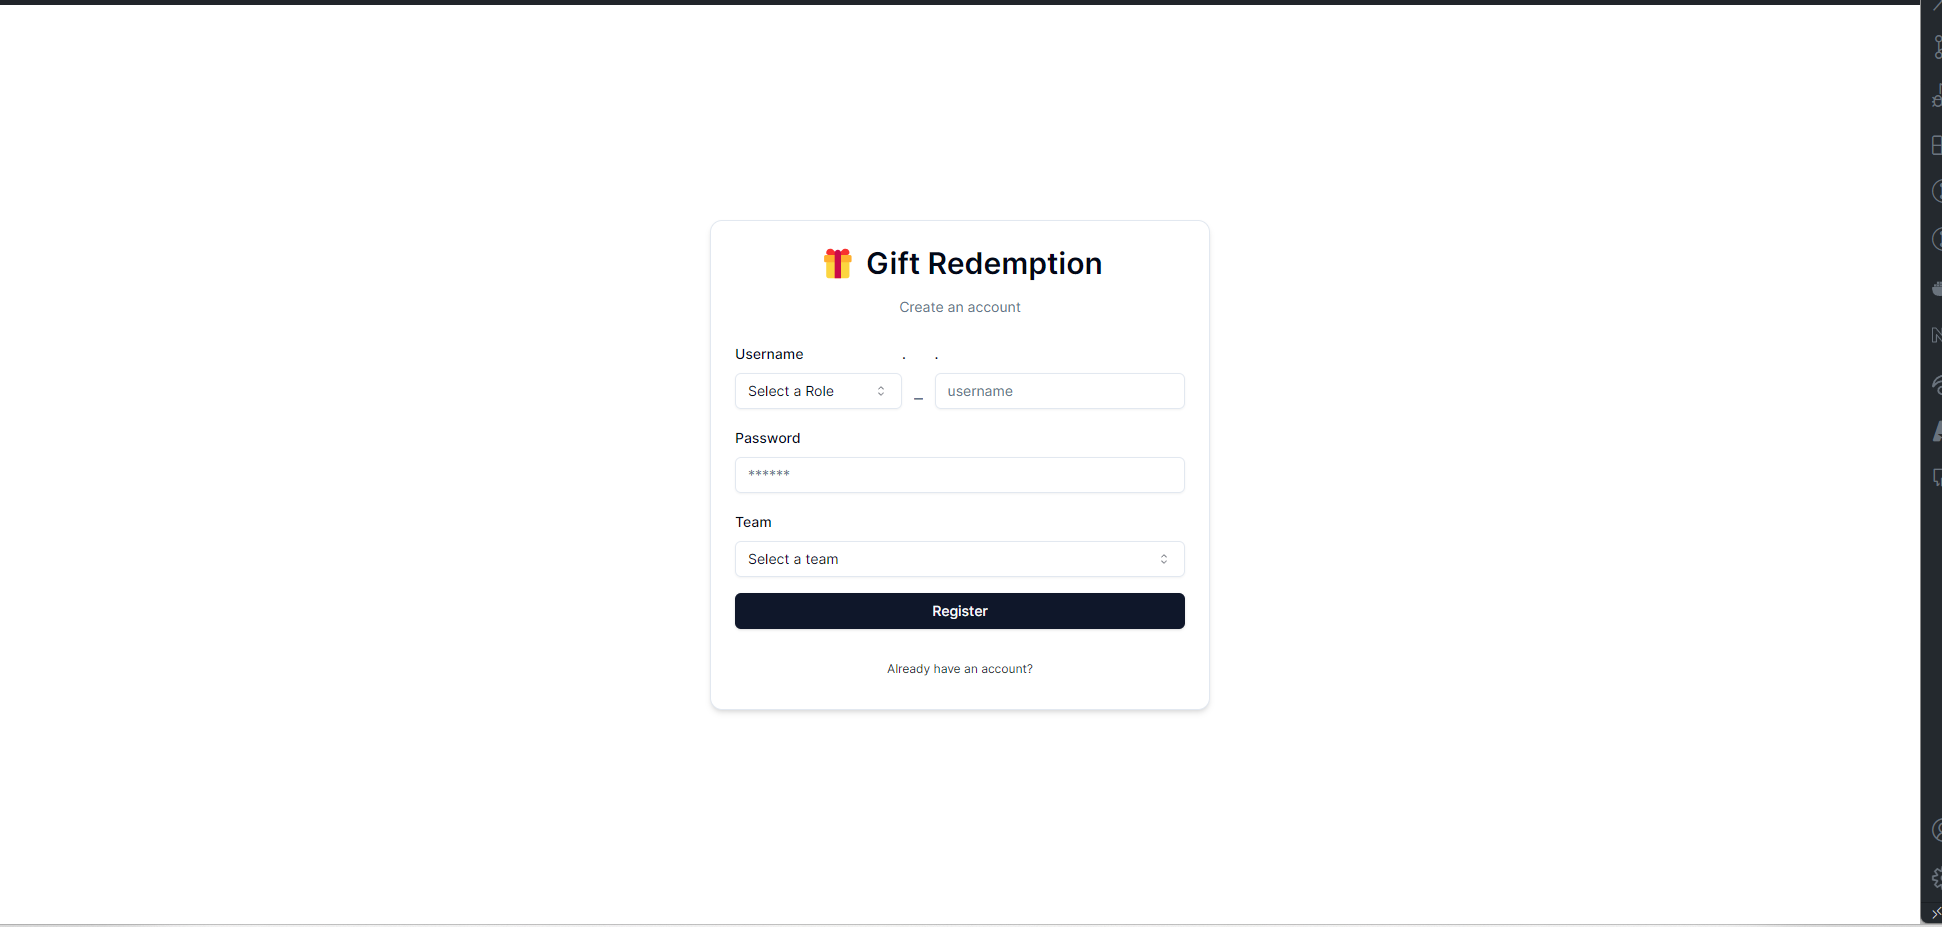 Gift Redemption
Create an account
Username . .
Select a Role _ username
Password
******
Team
Select a team
Register
Already have an account?